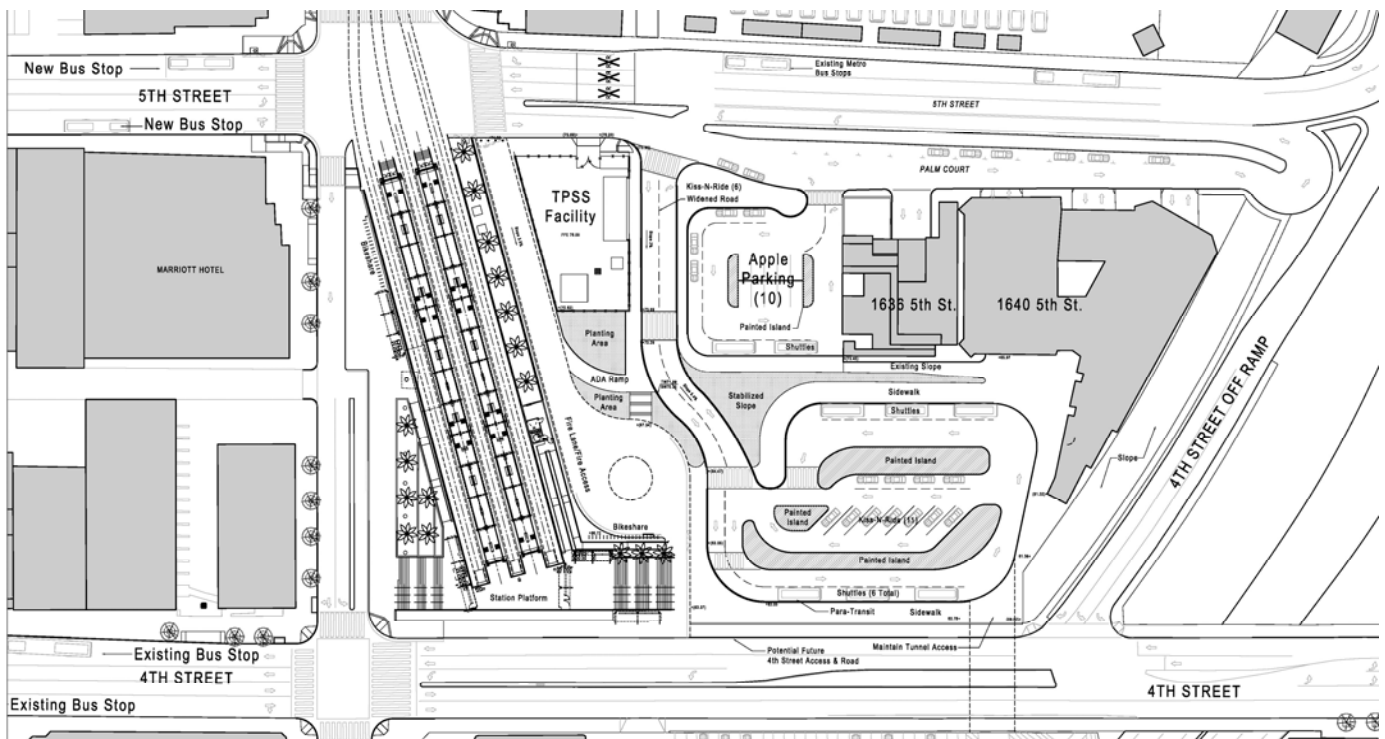 New Bus Stop
5TH STREET
New Bus Stop
Existing Metro
Bus Stops
5TH STREET
PALM COURT
TPSS
Facility
Kiss-N-Ride (6)
Widened Road
Bikeshare
MARRIOTT HOTEL
Apple
Parking
(10)
1636 5th St.
1640 5th St.
Painted Island
Planting
Area
Shuttles
Existing Slope
ADA Ramp
Planting
Area
Stabilized
Slope
Sidewalk
Shuttles
4TH STREET OFF RAMP
Fire Lane/Fire Access
Painted Island
Slope
Painted
Island
Kiss-N-Ride (11)
Bikeshare
Painted Island
Station Platform
Shuttles (6 Total)
Para-Transit
Sidewalk
Potential Future
4th Street Access & Road
Maintain Tunnel Access
Existing Bus Stop
4TH STREET
4TH STREET
Existing Bus Stop